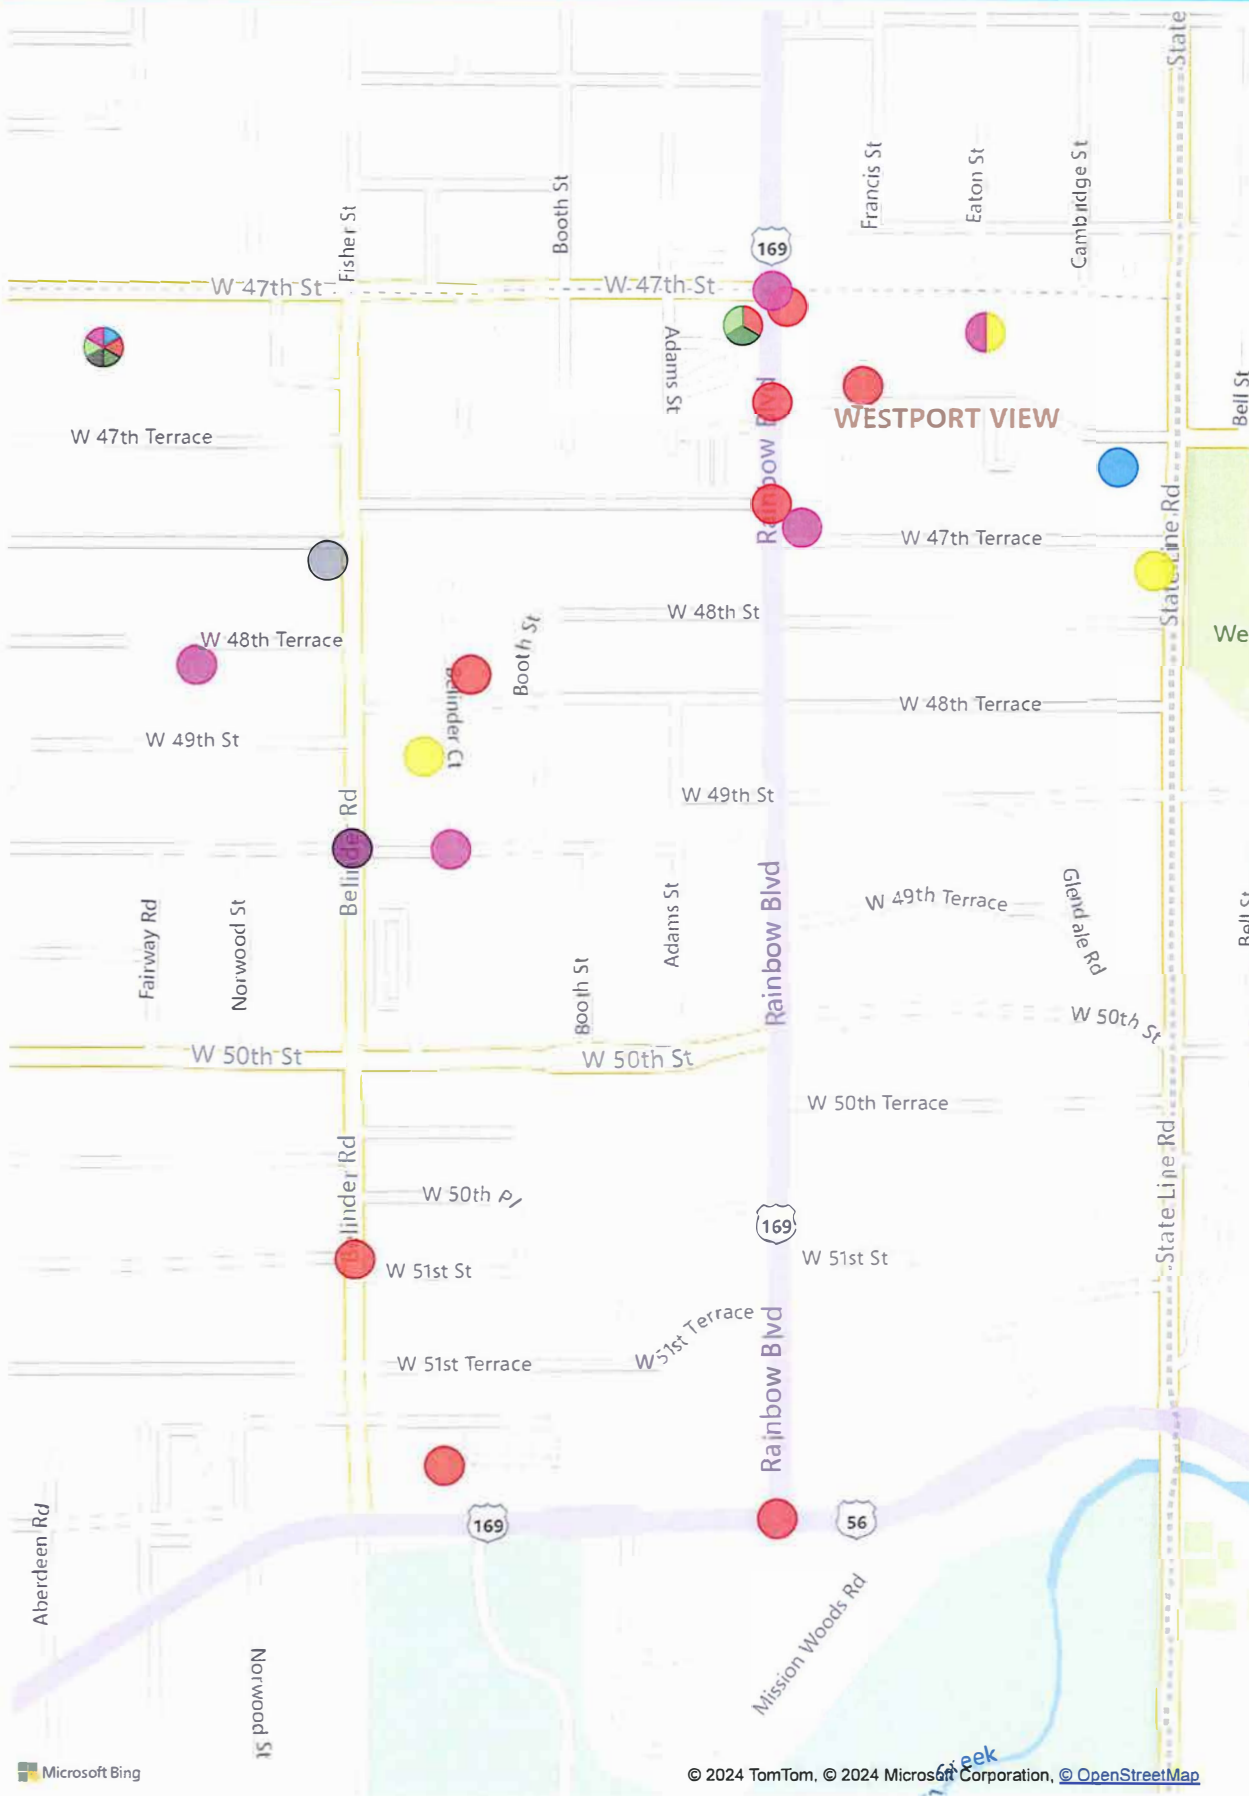 State
Francis St
Eaton St
Cambridge St
Booth St
Fisher St
169
W 47th St
W 47th St
Adams St
Rainbow Blvd
WESTPORT VIEW
Bell St
W 47th Terrace
State Line Rd
W 47th Terrace
W 48th St
W 48th Terrace
Booth St
We
Belinder Ct
W 48th Terrace
W 49th St
W 49th St
Belinder Rd
Rainbow Blvd
Glendale Rd
W 49th Terrace
Fairway Rd
Norwood St
Adams St
Bell St
Booth St
W 50th St
W 50th St
W 50th St
W 50th Terrace
Belinder Rd
State Line Rd
W 50th Pl
169
W 51st St
W 51st St
W 51st Terrace
W 51st Terrace
Rainbow Blvd
Aberdeen Rd
169
56
Mission Woods Rd
Norwood St
Creek
Microsoft Bing
© 2024 TomTom, © 2024 Microsoft Corporation, © OpenStreetMap